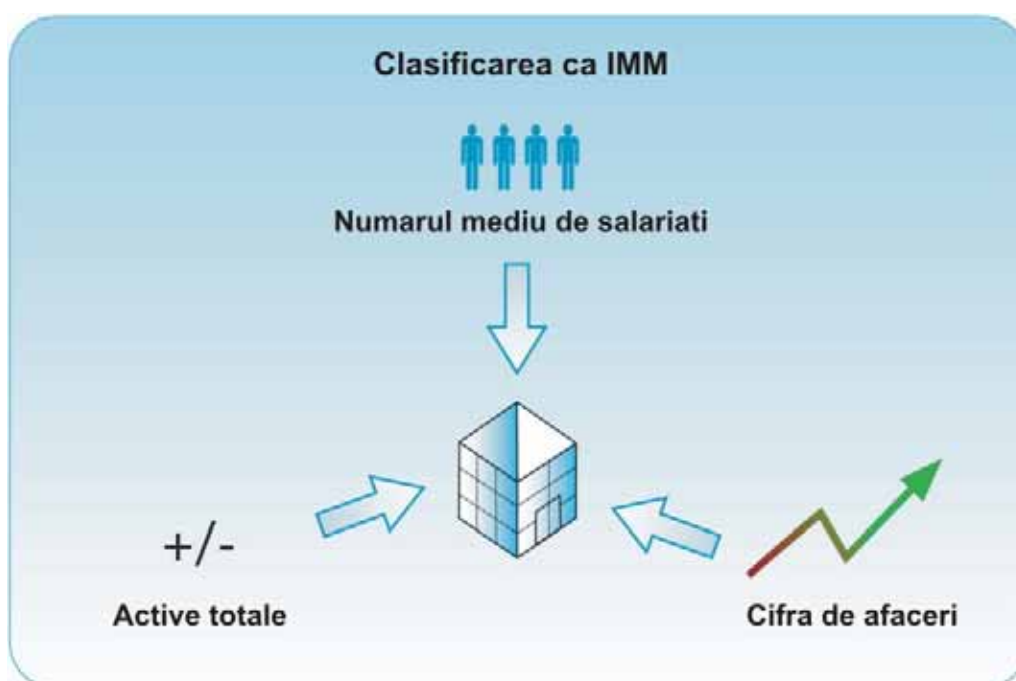 Clasificarea ca IMM
Numarul mediu de salariati
+/-
Active totale
Cifra de afaceri